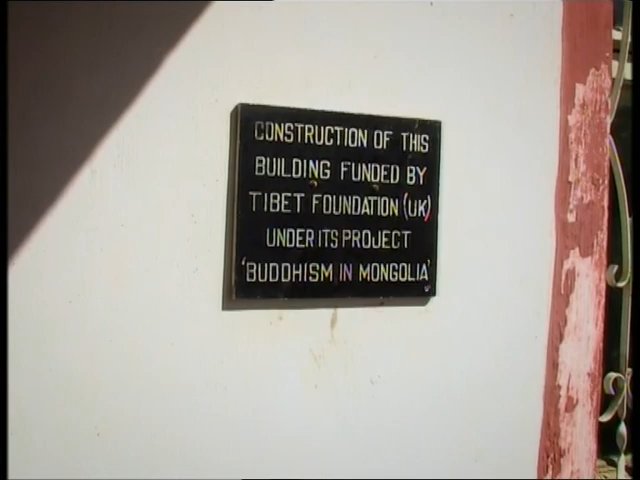 CONSTRUCTION OF THIS
BUILDING FUNDED BY
TIBET FOUNDATION (UK)
UNDER ITS PROJECT
'BUDDHISM IN MONGOLIA'